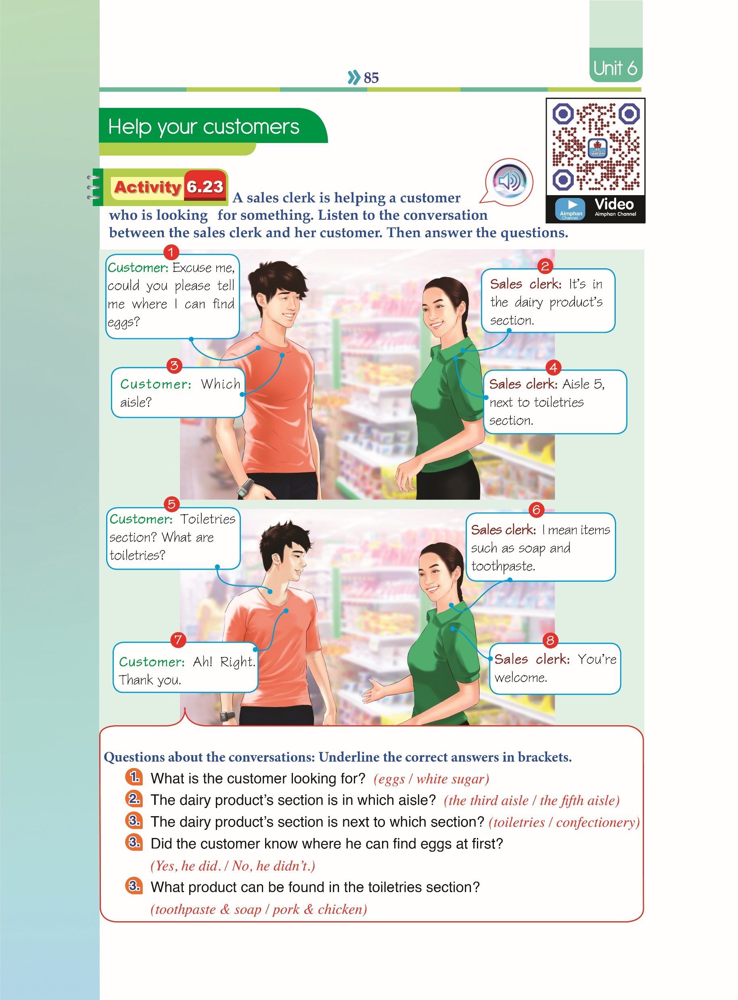 Unit 6
85
Help your customers
Activity 6.23
A sales clerk is helping a customer
who is looking for something. Listen to the conversation
between the sales clerk and her customer. Then answer the questions.
Aimphan
Channel
Video
Aimphan Channel
1
Customer: Excuse me,
could you please tell
me where I can find
eggs?
2
Sales clerk: It's in
the dairy product's
section.
3
Customer: Which
aisle?
4
Sales clerk: Aisle 5,
next to toiletries
section.
5
Customer: Toiletries
section? What are
toiletries?
6
Sales clerk: I mean items
such as soap and
toothpaste.
7
Customer: Ah! Right.
Thank you.
8
Sales clerk: You're
welcome.
Questions about the conversations: Underline the correct answers in brackets.
1. What is the customer looking for? (eggs / white sugar)
2. The dairy product's section is in which aisle? (the third aisle / the fifth aisle)
3. The dairy product's section is next to which section? (toiletries / confectionery)
3. Did the customer know where he can find eggs at first?
(Yes, he did. / No, he didn't.)
3. What product can be found in the toiletries section?
(toothpaste & soap / pork & chicken)